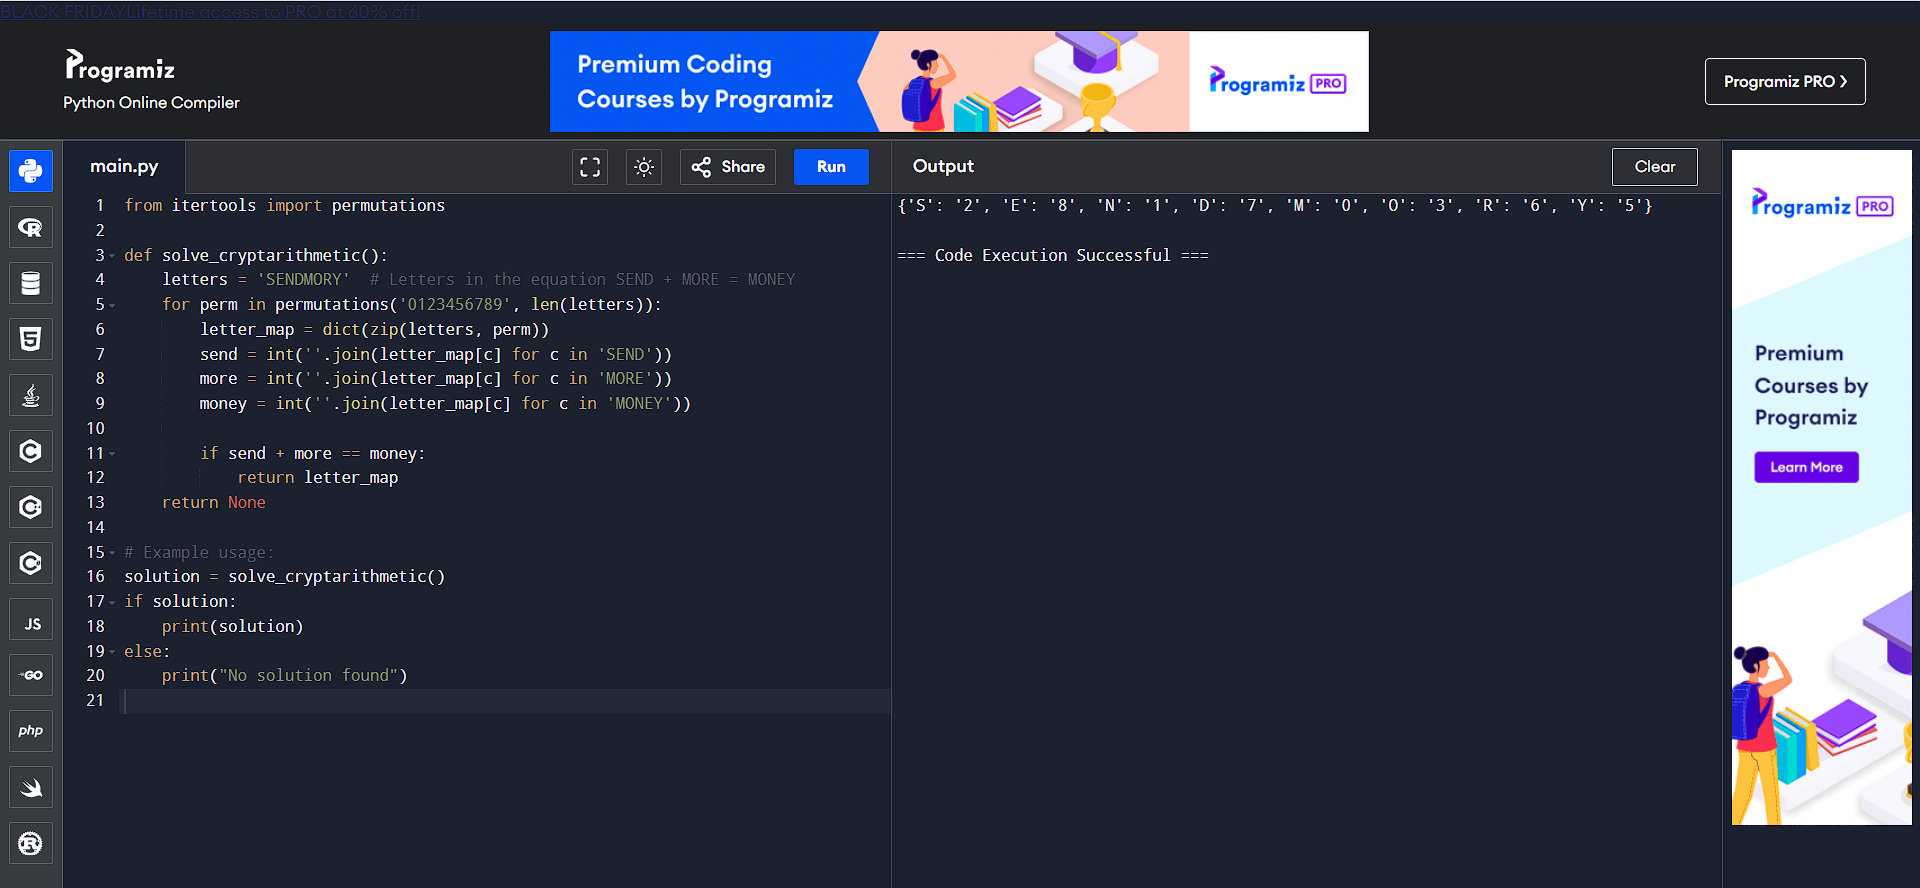 BLACK FRIDAYLifetime access to PRO at 60% off!
Programiz
Python Online Compiler
Premium Coding
Courses by Programiz
Programiz PRO
Programiz PRO >
main.py
Share
Run
Output
Clear
1 from itertools import permutations
2
3 def solve_cryptarithmetic():
4 letters = 'SENDMORY'  # Letters in the equation SEND + MORE = MONEY
5 for perm in permutations('0123456789', len(letters)):
6 letter_map = dict(zip(letters, perm))
7 send = int(''.join(letter_map[c] for c in 'SEND'))
8 more = int(''.join(letter_map[c] for c in 'MORE'))
9 money = int(''.join(letter_map[c] for c in 'MONEY'))
10
11 if send + more == money:
12 return letter_map
13 return None
14
15 # Example usage:
16 solution = solve_cryptarithmetic()
17 if solution:
18 print(solution)
19 else:
20 print("No solution found")
21
{'S': '2', 'E': '8', 'N': '1', 'D': '7', 'M': '0', 'O': '3', 'R': '6', 'Y': '5'}
=== Code Execution Successful ===
Programiz PRO
Premium
Courses by
Programiz
Learn More
R
5
C
C
C
JS
GO
php
R